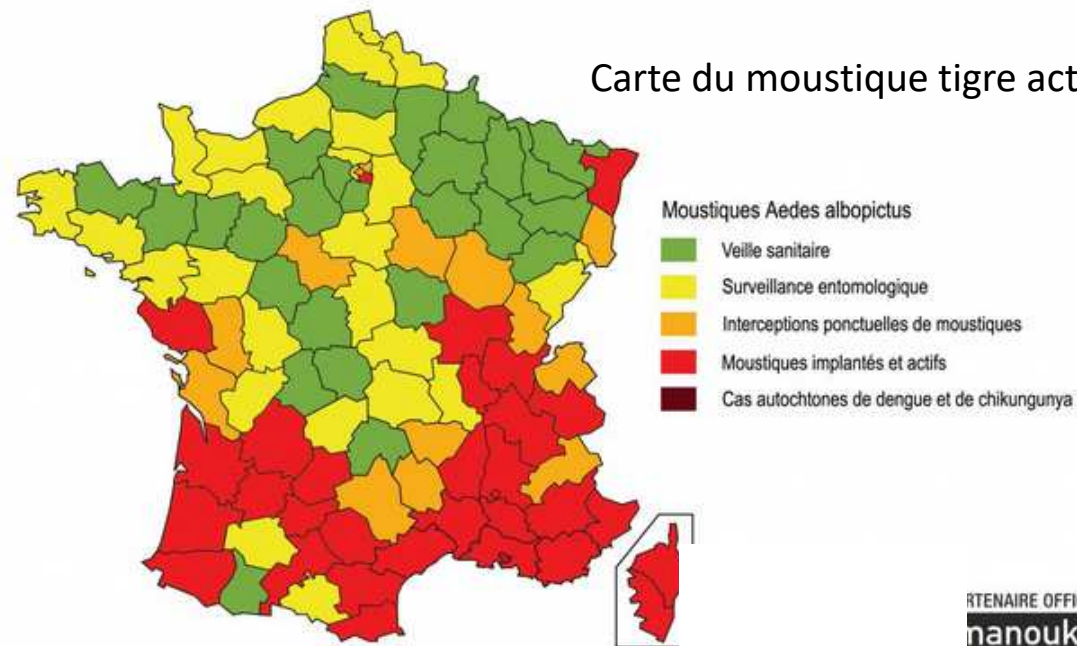 Carte du moustique tigre act
Moustiques Aedes albopictus
Veille sanitaire
Surveillance entomologique
Interceptions ponctuelles de moustiques
Moustiques implantés et actifs
Cas autochtones de dengue et de chikungunya
RTENAIRE OFFI
manouk